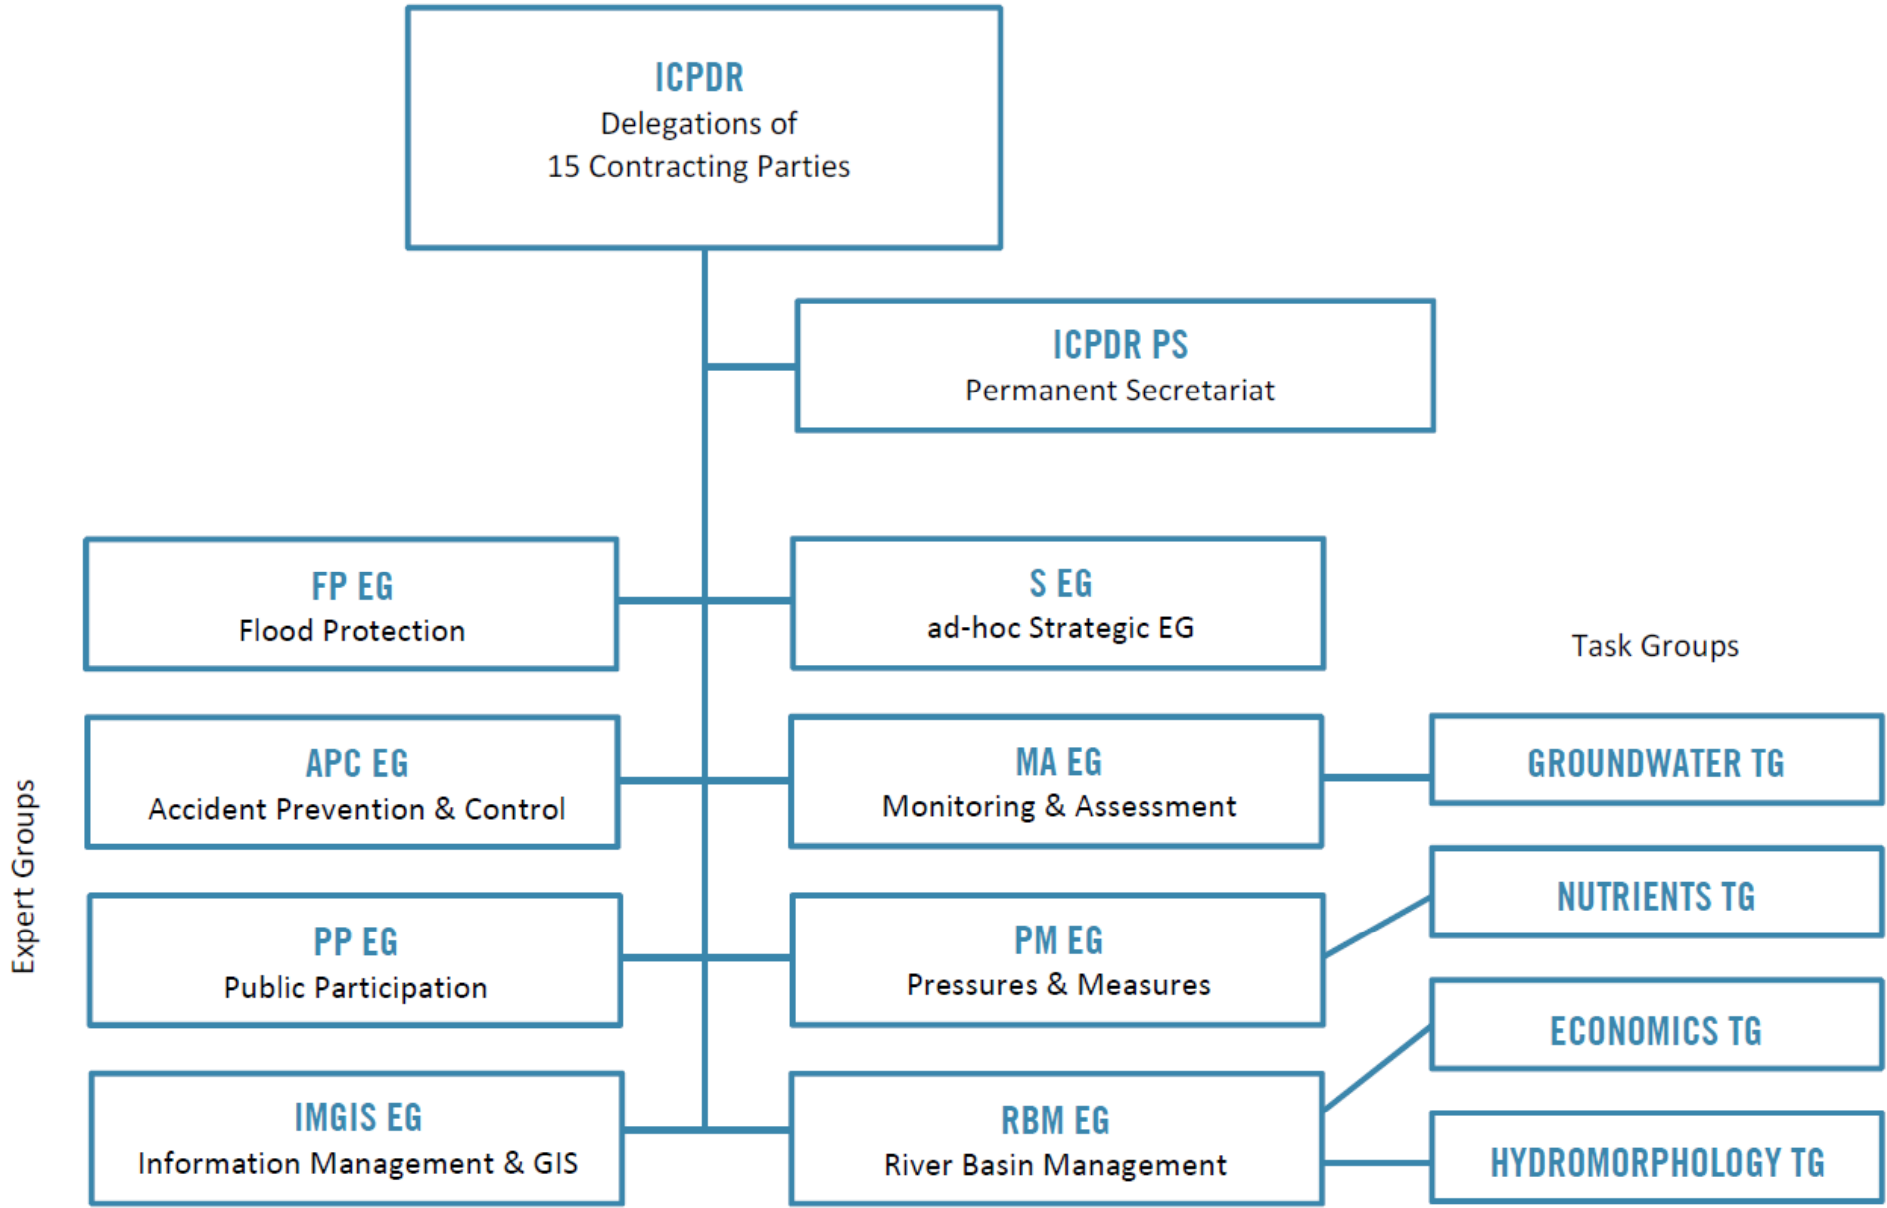 ICPDR
Delegations of
15 Contracting Parties
ICPDR PS
Permanent Secretariat
FP EG
Flood Protection
S EG
ad-hoc Strategic EG
Task Groups
Expert Groups
APC EG
Accident Prevention & Control
MA EG
Monitoring & Assessment
GROUNDWATER TG
PP EG
Public Participation
PM EG
Pressures & Measures
NUTRIENTS TG
ECONOMICS TG
IMGIS EG
Information Management & GIS
RBM EG
River Basin Management
HYDROMORPHOLOGY TG